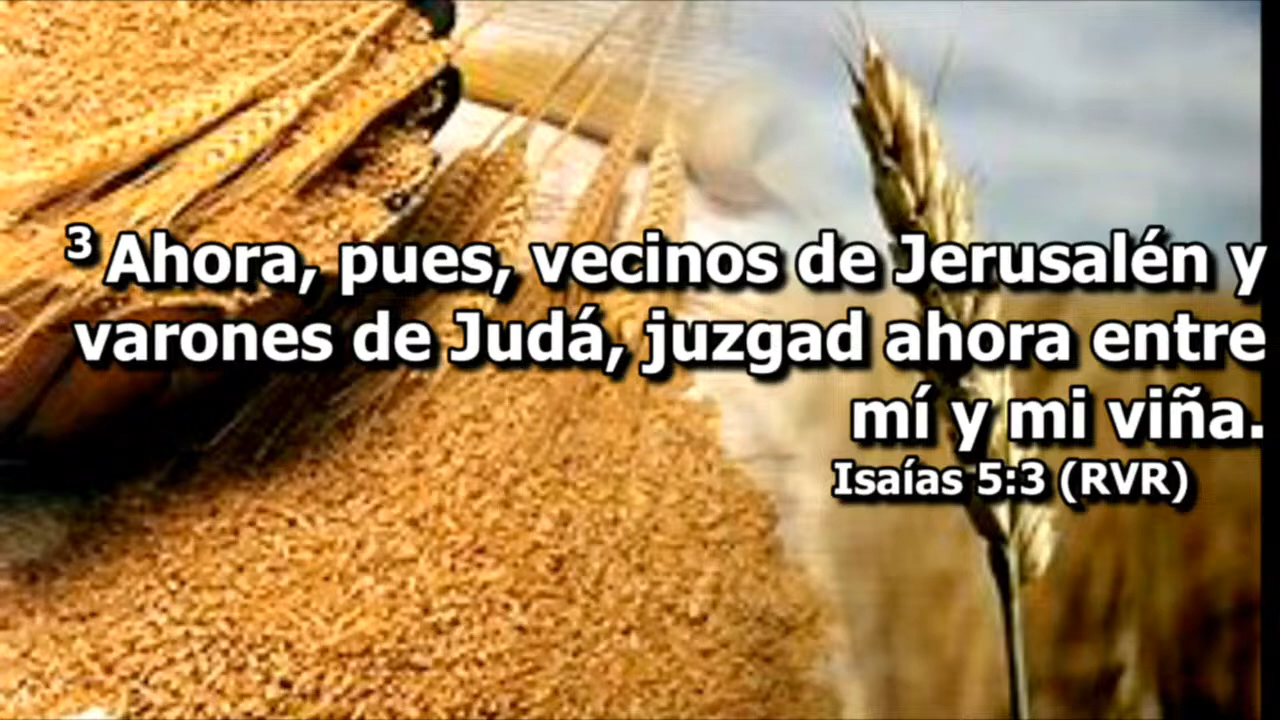 3 Ahora, pues, vecinos de Jerusalén y
varones de Judá, juzgad ahora entre
mí y mi viña.
Isaías 5:3 (RVR)